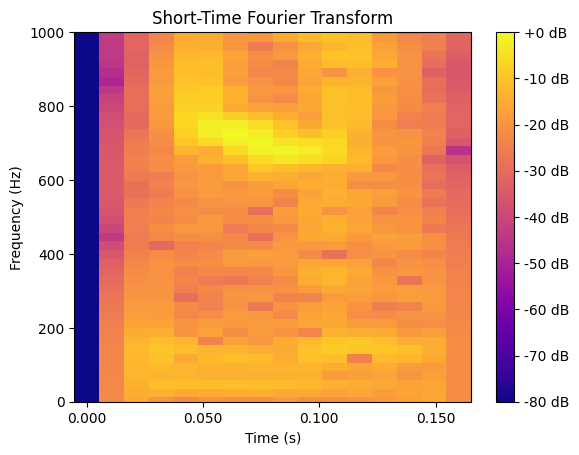 Short-Time Fourier Transform
Frequency (Hz)
1000
800
600
400
200
0
0.000
0.050
0.100
0.150
Time (s)
+0 dB
-10 dB
-20 dB
-30 dB
-40 dB
-50 dB
-60 dB
-70 dB
-80 dB